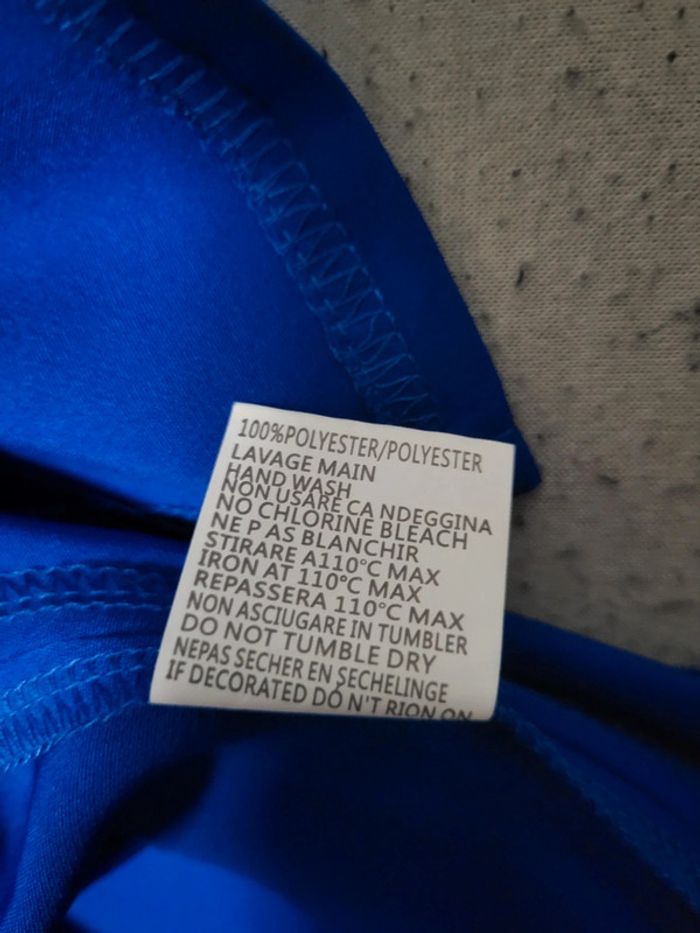 100%POLYESTER/POLYESTER
LAVAGE MAIN
HAND WASH
NON USARE CA NDEGGINA
NO CHLORINE BLEACH
NE P AS BLANCHIR
STIRARE A110°C MAX
IRON AT 110°C MAX
REPASSERA 110°C MAX
NON ASCIUGARE IN TUMBLER
DO NOT TUMBLE DRY
NEPAS SECHER EN SECHELINGE
IF DECORATED DO N'T RION ON